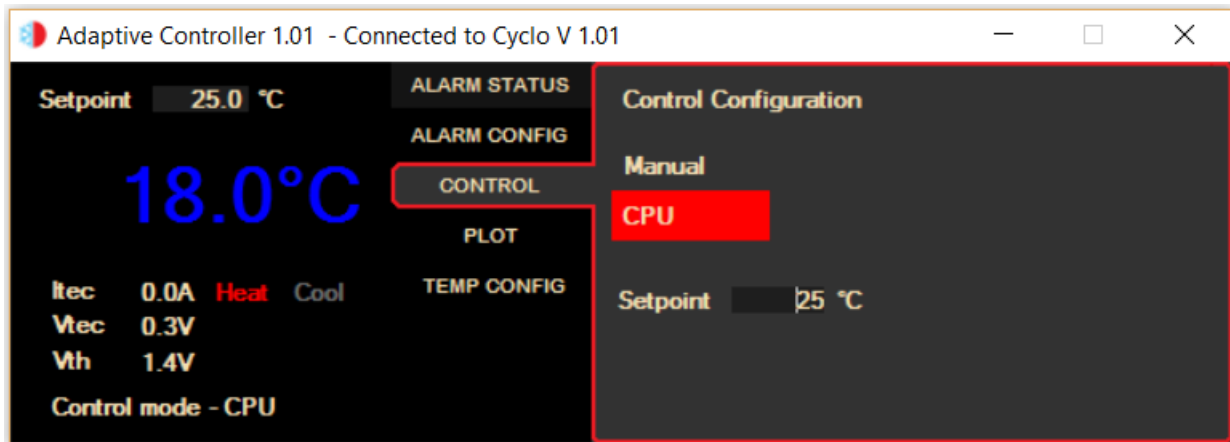 Adaptive Controller 1.01 - Connected to Cyclo V 1.01
Setpoint 25.0 °C
18.0°C
Itec 0.0A Heat Cool
Vtec 0.3V
Vth 1.4V
Control mode - CPU
ALARM STATUS
ALARM CONFIG
CONTROL
PLOT
TEMP CONFIG
Control Configuration
Manual
CPU
Setpoint 25 °C